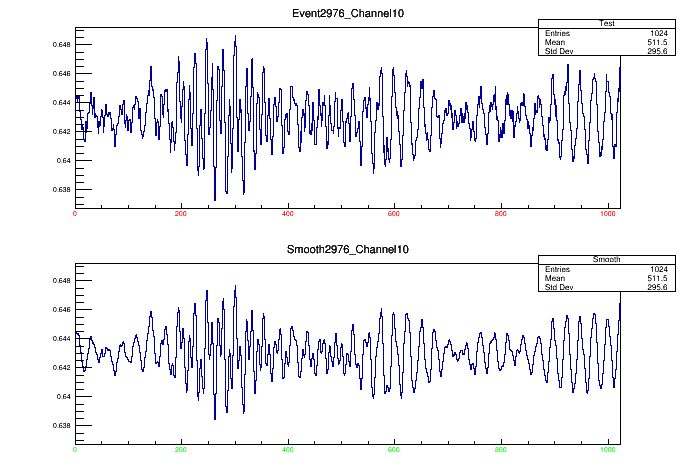 Event2976_Channel10
Test
Entries 1024
Mean 511.5
Std Dev 295.6
0.648
0.646
0.644
0.642
0.64
0.638
0 200 400 600 800 1000
Smooth2976_Channel10
Smooth
Entries 1024
Mean 511.5
Std Dev 295.6
0.648
0.646
0.644
0.642
0.64
0.638
0 200 400 600 800 1000